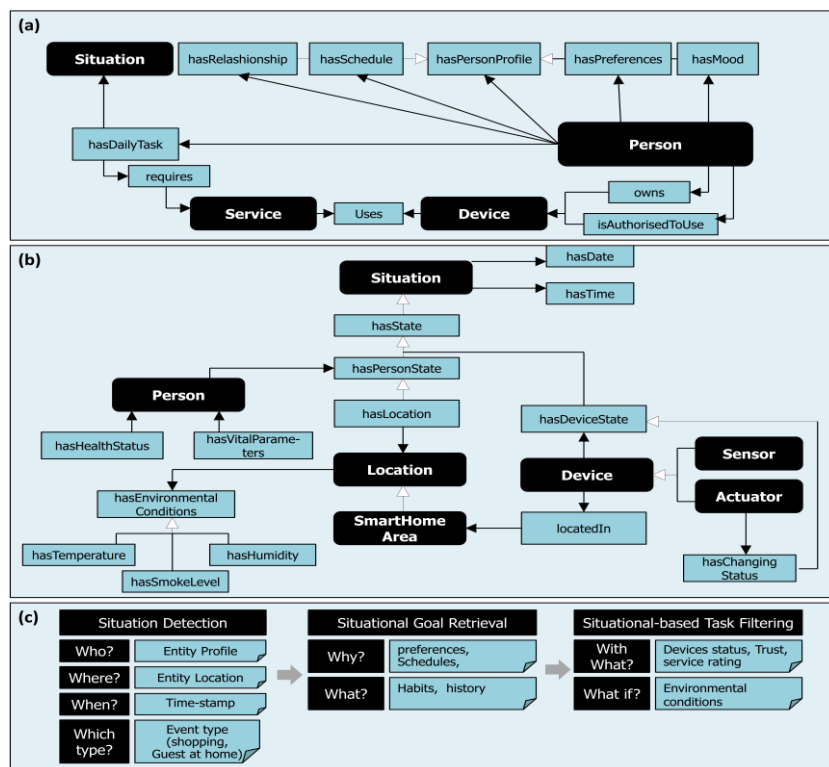 (a)
Situation
hasRelashionship
hasSchedule
hasPersonProfile
hasPreferences
hasMood
hasDailyTask
Person
requires
owns
Service
Uses
Device
isAuthorisedToUse
(b)
Situation
hasDate
hasTime
hasState
hasPersonState
Person
hasLocation
hasDeviceState
hasHealthStatus
hasVitalParame-
ters
Location
Device
Sensor
Actuator
hasEnvironmental
Conditions
SmartHome
Area
locatedIn
hasTemperature
hasHumidity
hasSmokeLevel
hasChanging
Status
(c)
Situation Detection
Who?
Entity Profile
Where?
Entity Location
When?
Time-stamp
Which
type?
Event type
(shopping,
Guest at home)
Situational Goal Retrieval
Why?
preferences,
Schedules,
What?
Habits, history
Situational-based Task Filtering
With
What?
Devices status, Trust,
service rating
What if?
Environmental
conditions